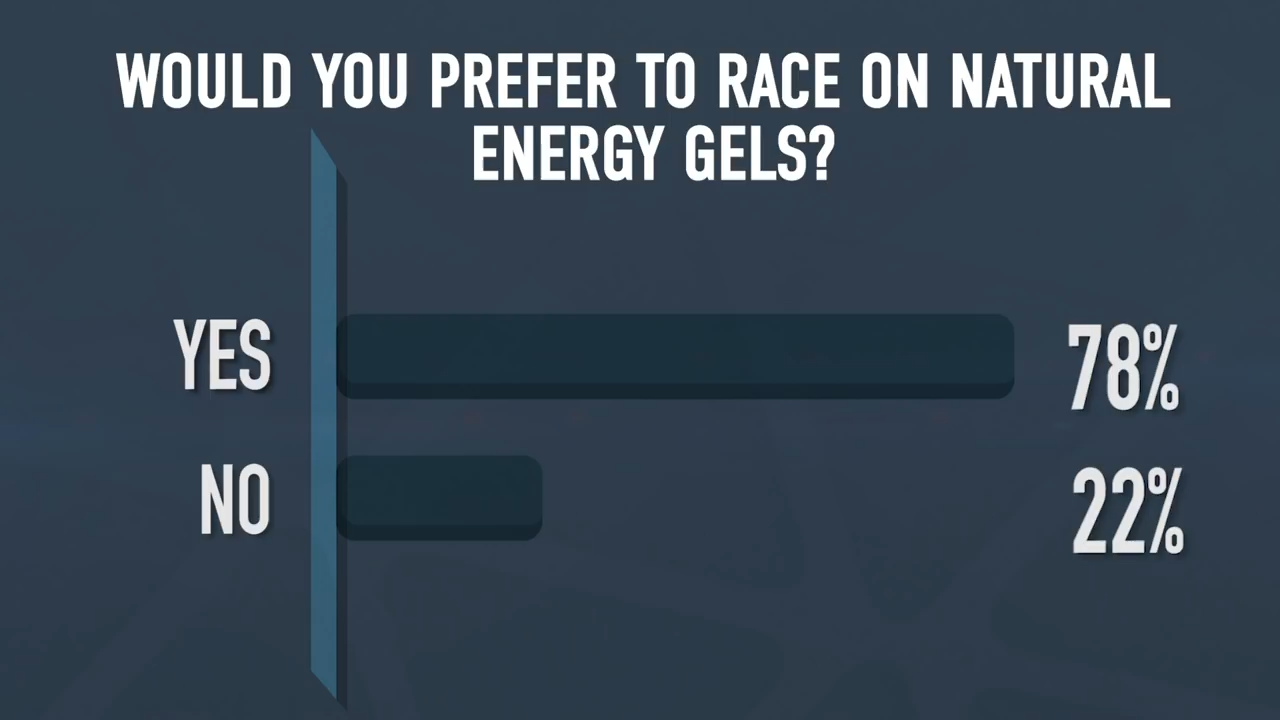 WOULD YOU PREFER TO RACE ON NATURAL
ENERGY GELS?
YES 78%
NO 22%